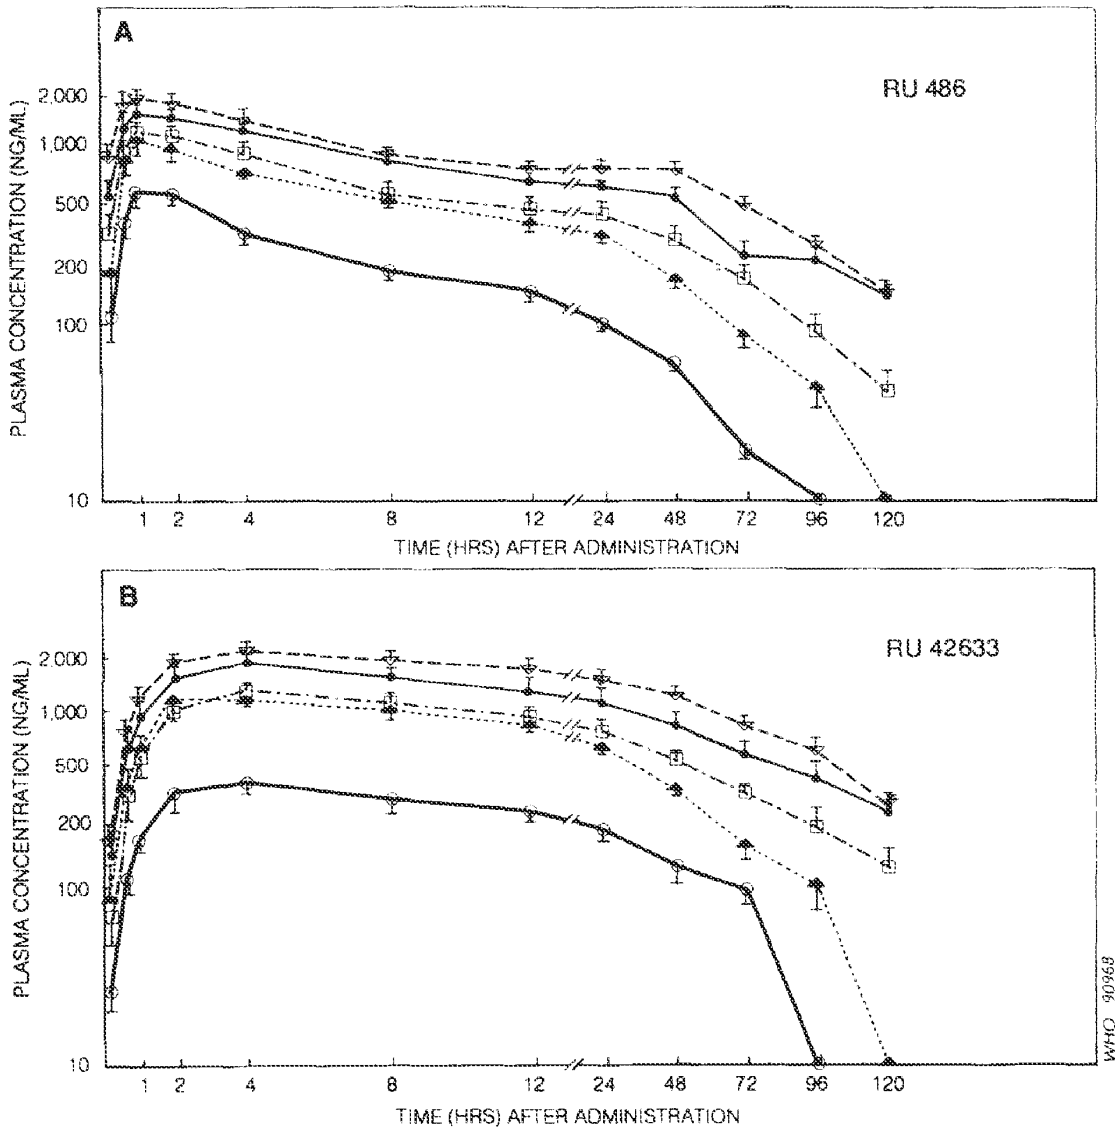 A
RU 486
PLASMA CONCENTRATION (NG/ML)
2.000
1.000
500
200
100
10
1 2 4 8 12 24 48 72 96 120
TIME (HRS) AFTER ADMINISTRATION
B
RU 42633
PLASMA CONCENTRATION (NG/ML)
2.000
1.000
500
200
100
10
1 2 4 8 12 24 48 72 96 120
TIME (HRS) AFTER ADMINISTRATION
WHO 90968